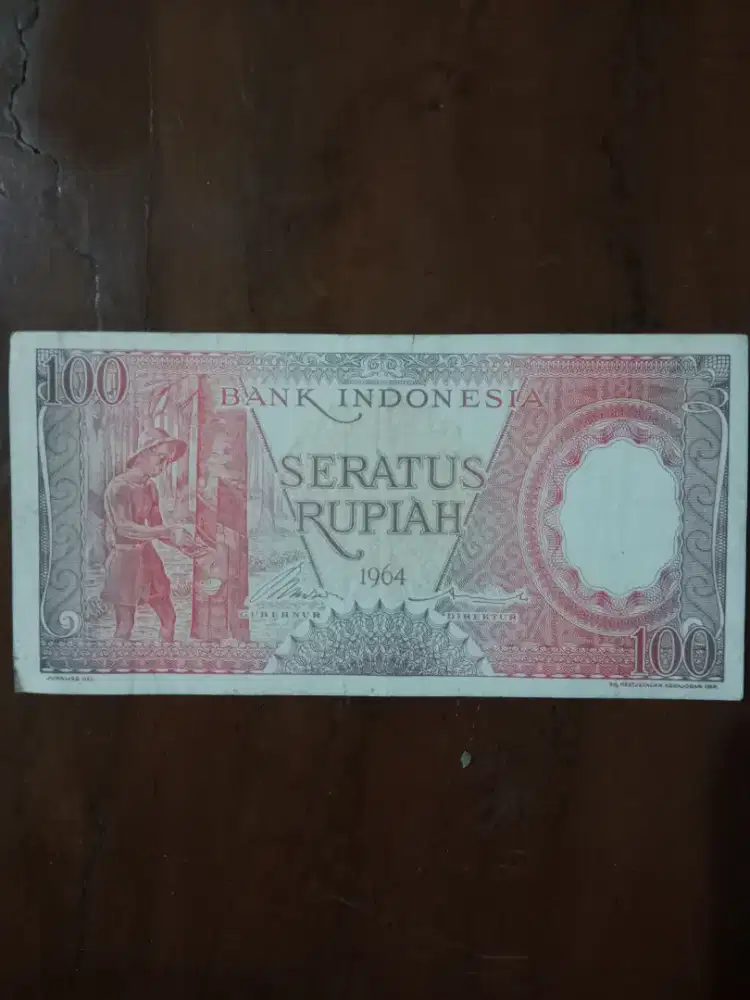 100
BANK INDONESIA
SERATUS
RUPIAH
1964
GUBERNUR DIREKTUR
100